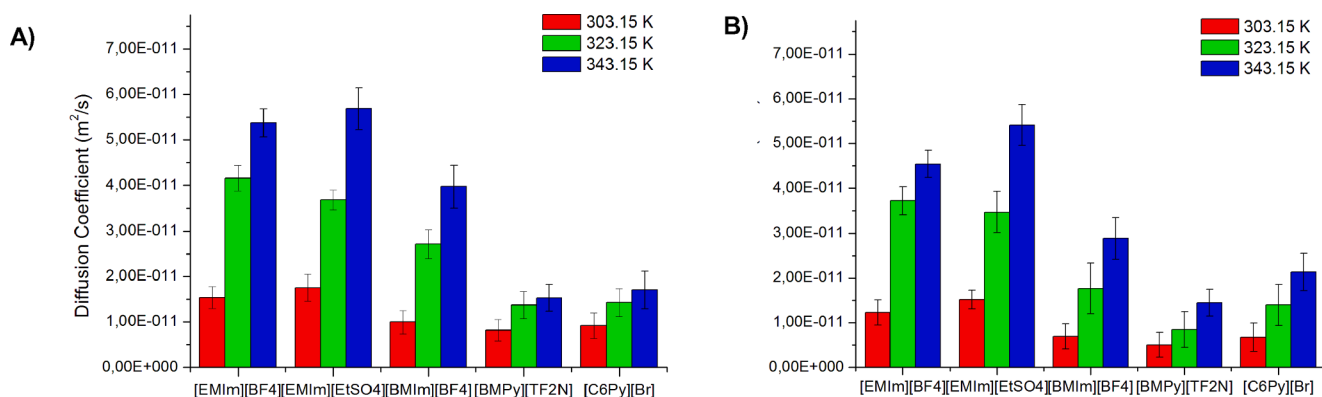 A)
303.15 K
323.15 K
343.15 K
Diffusion Coefficient (m²/s)
7,00E-011
6,00E-011
5,00E-011
4,00E-011
3,00E-011
2,00E-011
1,00E-011
0,00E+000
[EMIm][BF4] [EMIm][EtSO4] [BMIm][BF4] [BMPy][TF2N] [C6Py][Br]
B)
303.15 K
323.15 K
343.15 K
7,00E-011
6,00E-011
5,00E-011
4,00E-011
3,00E-011
2,00E-011
1,00E-011
0,00E+000
[EMIm][BF4] [EMIm][EtSO4] [BMIm][BF4] [BMPy][TF2N] [C6Py][Br]